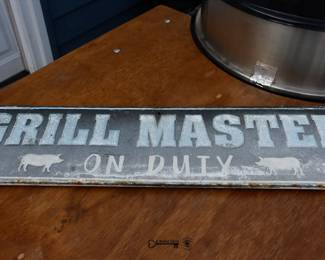 GRILL MASTER
ON DUTY